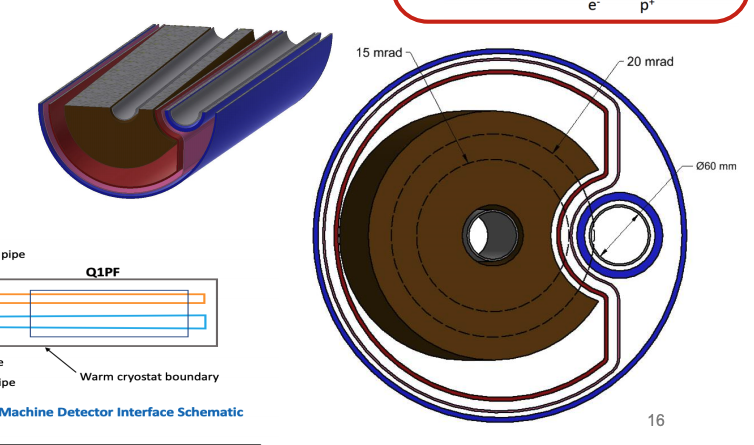 e- p+
15 mrad
20 mrad
Ø60 mm
pipe
Q1PF
e
Warm cryostat boundary
ipe
Machine Detector Interface Schematic
16